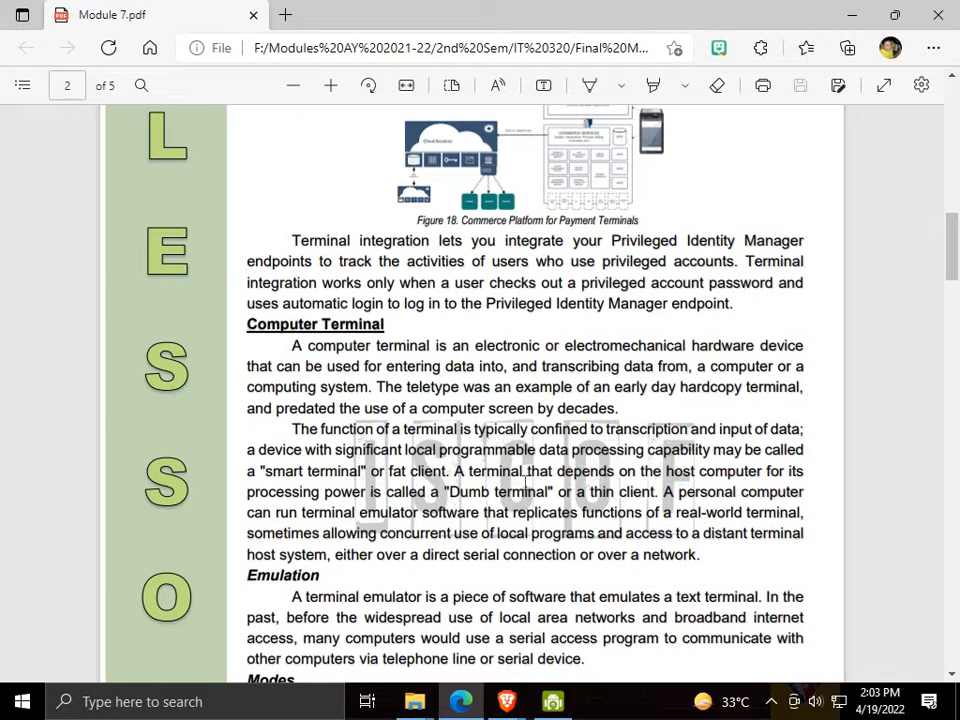 Module 7.pdf
File
F:/Modules%20AY%202021-22/2nd%20Sem/IT%20320/Final%20M...
2
of 5
L
E
S
S
O
Cloud Services
COMMERCE SERVICES
Figure 18. Commerce Platform for Payment Terminals
Terminal integration lets you integrate your Privileged Identity Manager
endpoints to track the activities of users who use privileged accounts. Terminal
integration works only when a user checks out a privileged account password and
uses automatic login to log in to the Privileged Identity Manager endpoint.
Computer Terminal
A computer terminal is an electronic or electromechanical hardware device
that can be used for entering data into, and transcribing data from, a computer or a
computing system. The teletype was an example of an early day hardcopy terminal,
and predated the use of a computer screen by decades.
The function of a terminal is typically confined to transcription and input of data;
a device with significant local programmable data processing capability may be called
a "smart terminal" or fat client. A terminal that depends on the host computer for its
processing power is called a "Dumb terminal" or a thin client. A personal computer
can run terminal emulator software that replicates functions of a real-world terminal,
sometimes allowing concurrent use of local programs and access to a distant terminal
host system, either over a direct serial connection or over a network.
ISCOF
Emulation
A terminal emulator is a piece of software that emulates a text terminal. In the
past, before the widespread use of local area networks and broadband internet
access, many computers would use a serial access program to communicate with
other computers via telephone line or serial device.
Modes
Type here to search
33°C
2:03 PM
4/19/2022